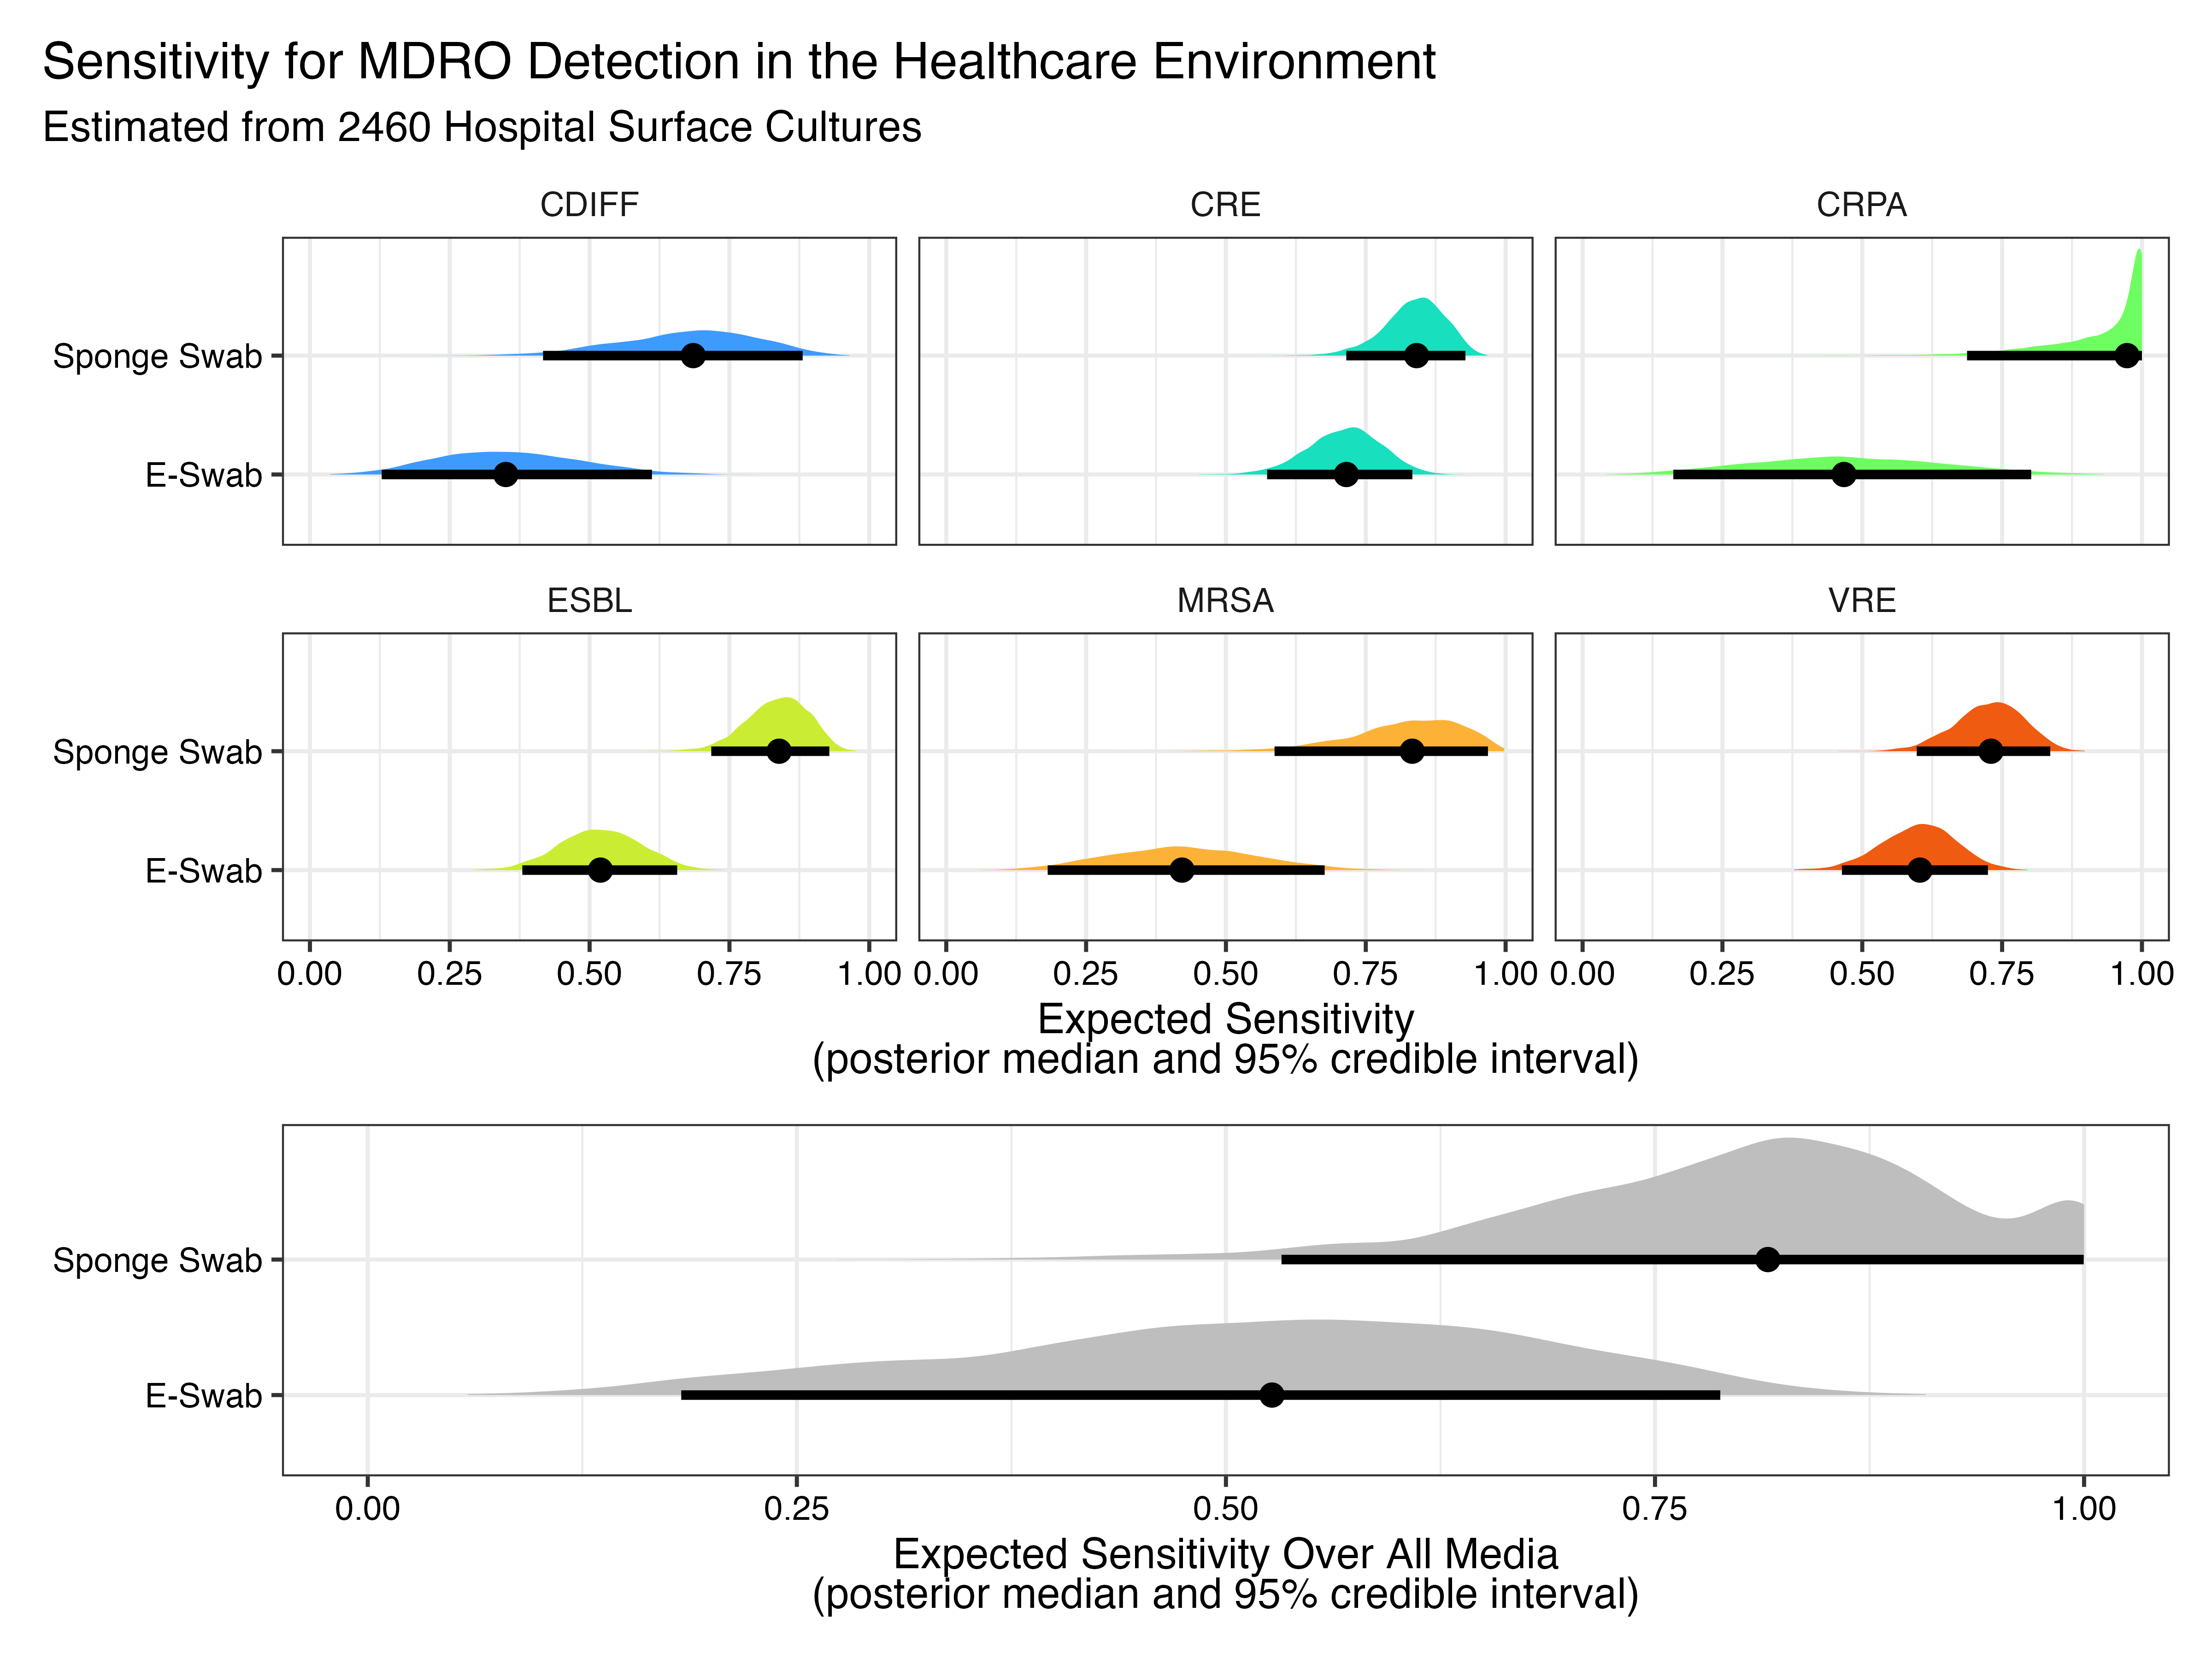 Sensitivity for MDRO Detection in the Healthcare Environment
Estimated from 2460 Hospital Surface Cultures
CDIFF CRE CRPA
Sponge Swab
E-Swab
ESBL MRSA VRE
Sponge Swab
E-Swab
0.00 0.25 0.50 0.75 1.00 0.00 0.25 0.50 0.75 1.00 0.00 0.25 0.50 0.75 1.00
Expected Sensitivity
(posterior median and 95% credible interval)
Sponge Swab
E-Swab
0.00 0.25 0.50 0.75 1.00
Expected Sensitivity Over All Media
(posterior median and 95% credible interval)